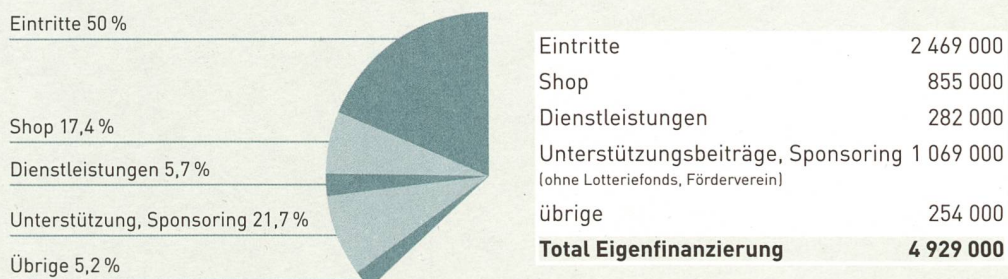 Eintritte 50 %
Shop 17,4 %
Dienstleistungen 5,7 %
Unterstützung, Sponsoring 21,7 %
Übrige 5,2 %
Eintritte 2 469 000
Shop 855 000
Dienstleistungen 282 000
Unterstützungsbeiträge, Sponsoring 1 069 000
(ohne Lotteriefonds, Förderverein)
übrige 254 000
Total Eigenfinanzierung 4 929 000